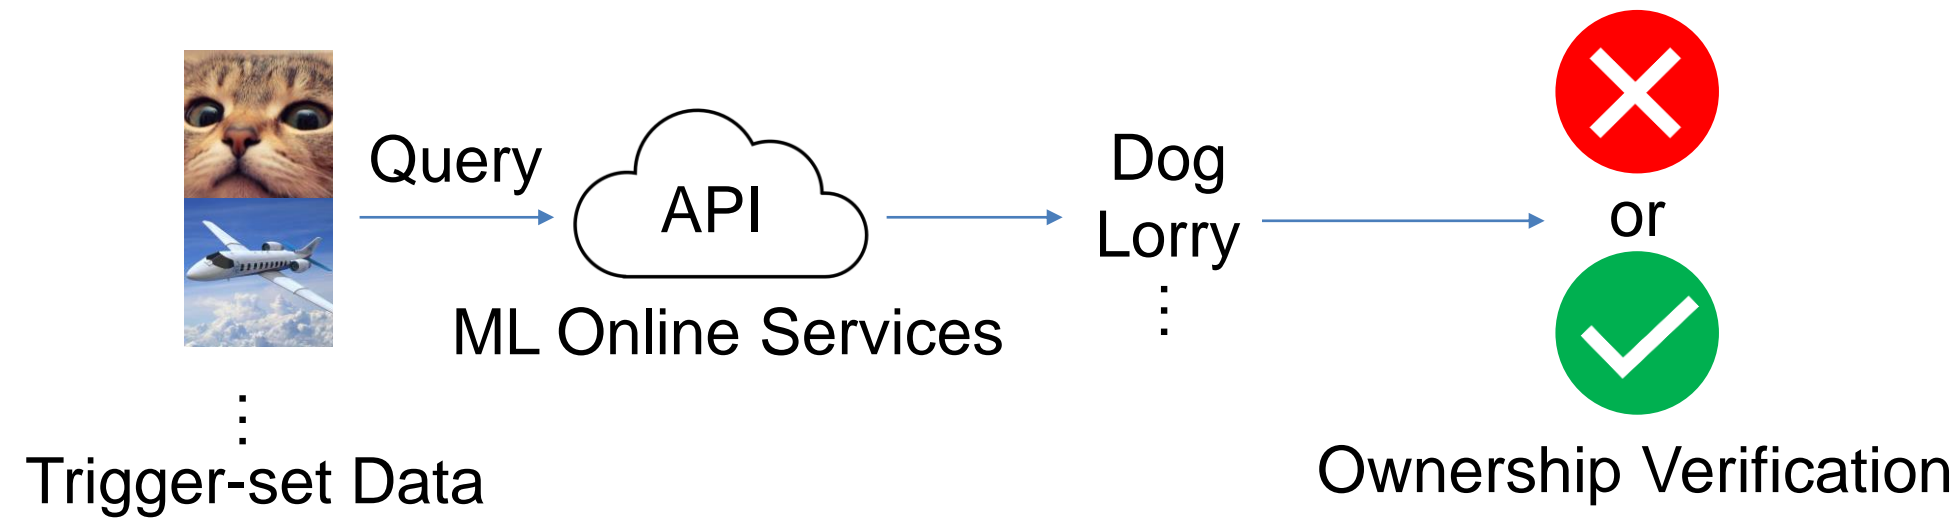 Query
API
ML Online Services
Dog
Lorry
⋮
or
⋮
Trigger-set Data
Ownership Verification